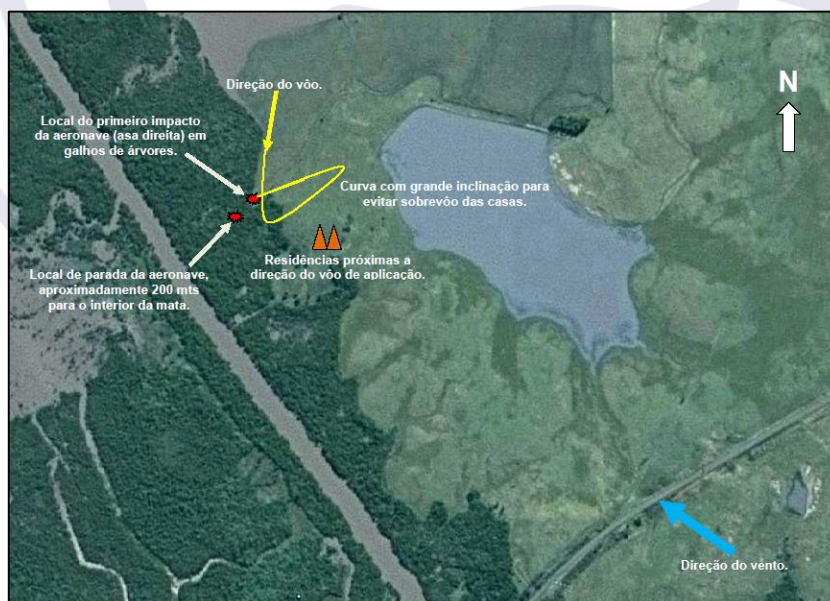 Direção do vôo.
N
Local do primeiro impacto
da aeronave (asa direita) em
galhos de árvores.
Curva com grande inclinação para
evitar sobrevôo das casas.
Residências próximas a
direção do vôo de aplicação.
Local de parada da aeronave,
aproximadamente 200 mts
para o interior da mata.
Direção do vento.